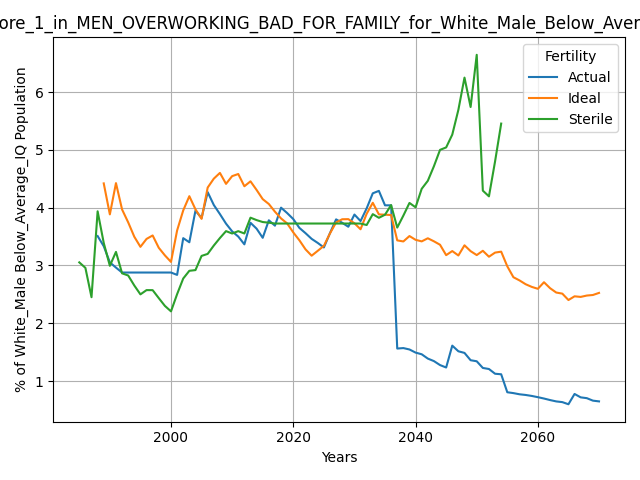 ore_1_in_MEN_OVERWORKING_BAD_FOR_FAMILY_for_White_Male_Below_Aver
% of White_Male Below_Average_IQ Population
6
5
4
3
2
1
Fertility
Actual
Ideal
Sterile
2000 2020 2040 2060
Years